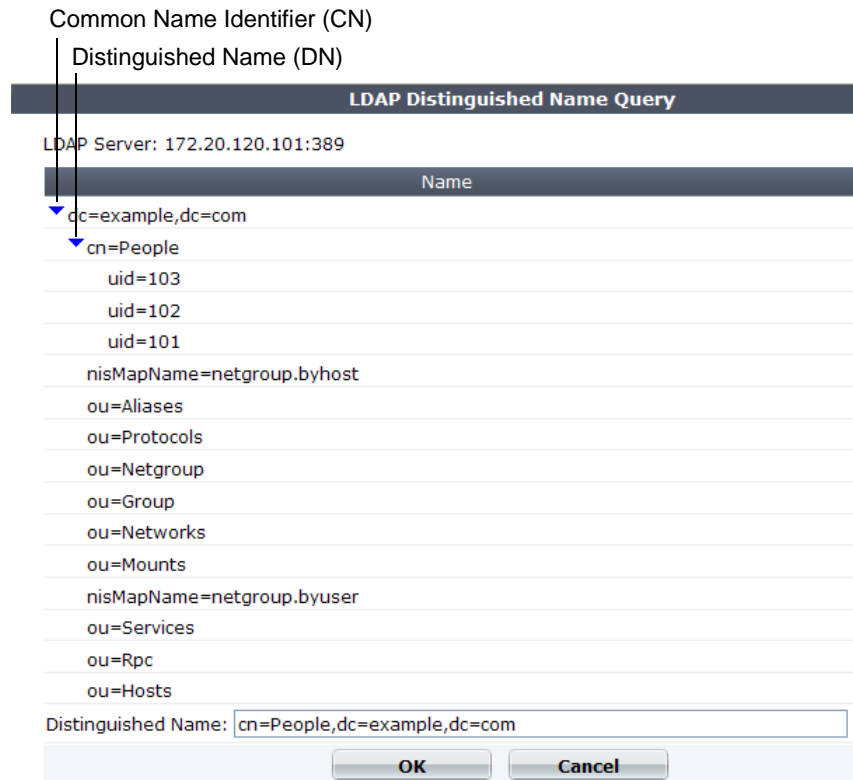 Common Name Identifier (CN)
Distinguished Name (DN)
LDAP Distinguished Name Query
LDAP Server: 172.20.120.101:389
Name
dc=example,dc=com
cn=People
uid=103
uid=102
uid=101
nisMapName=netgroup.byhost
ou=Aliases
ou=Protocols
ou=Netgroup
ou=Group
ou=Networks
ou=Mounts
nisMapName=netgroup.byuser
ou=Services
ou=Rpc
ou=Hosts
Distinguished Name: cn=People,dc=example,dc=com
OK Cancel